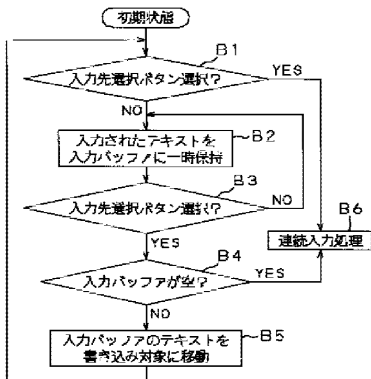 初期状態
B1
入力先選択ボタン選択?
YES
NO
B2
入力されたテキストを
入力バッファに一時保持
B3
入力先選択ボタン選択?
NO
YES
B6
連続入力処理
B4
入力バッファが空?
YES
NO
B5
入力バッファのテキストを
書き込み対象に移動